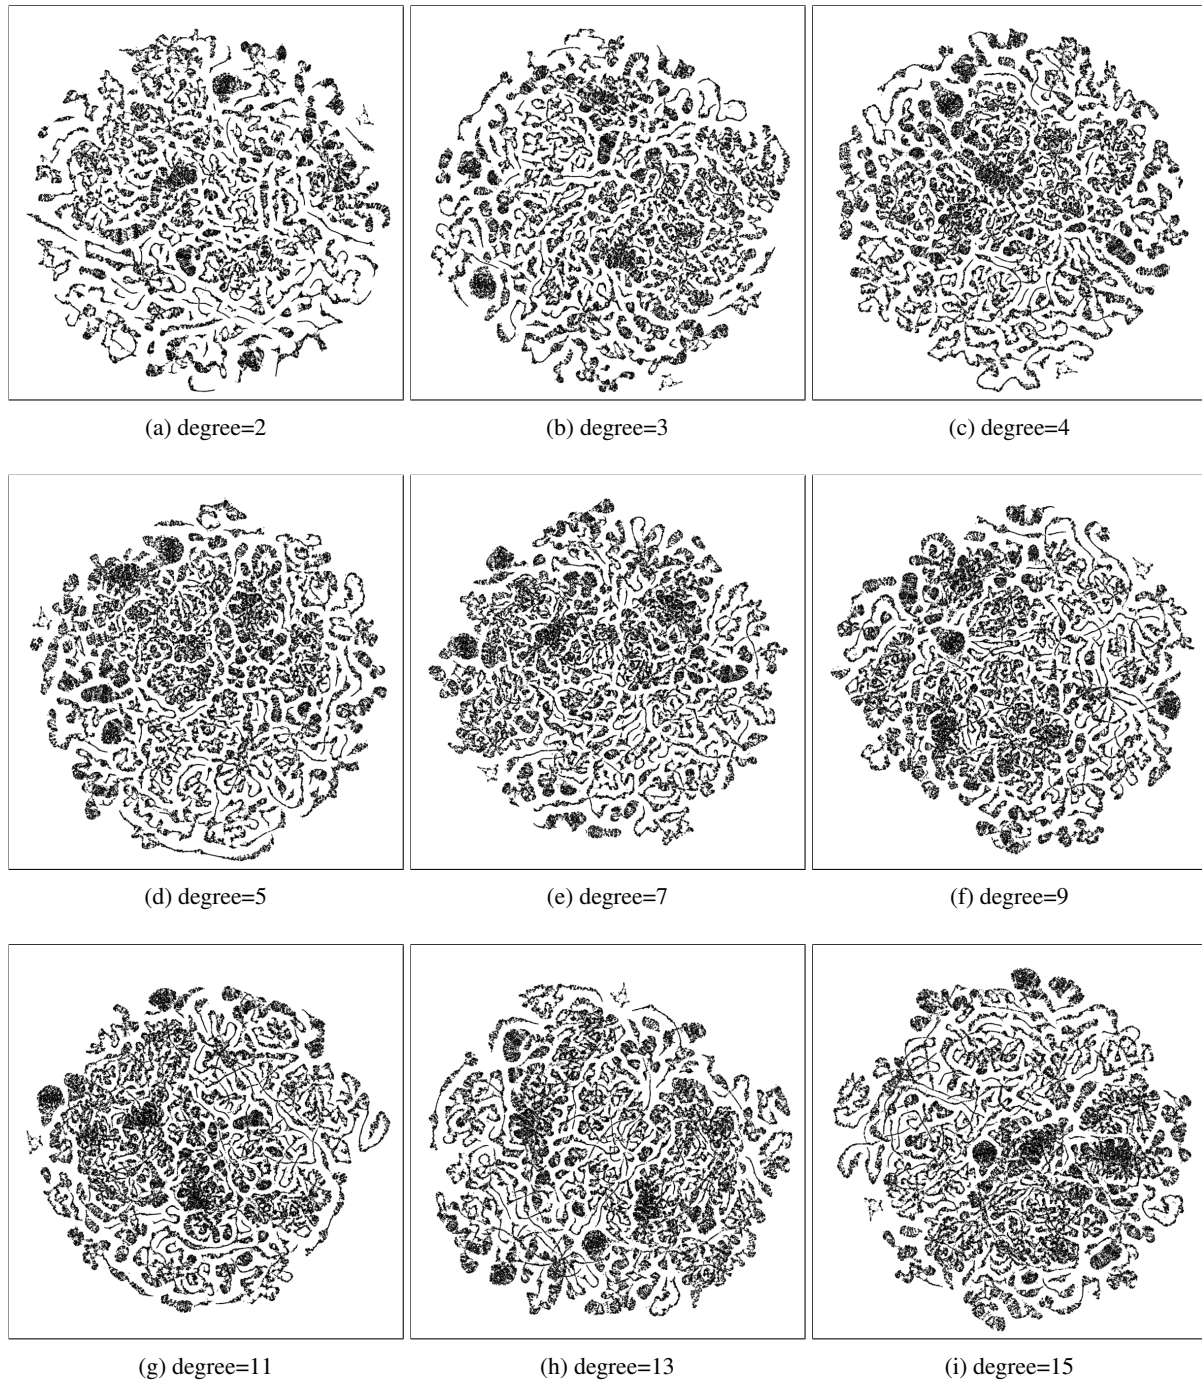 (a) degree=2
(b) degree=3
(c) degree=4
(d) degree=5
(e) degree=7
(f) degree=9
(g) degree=11
(h) degree=13
(i) degree=15